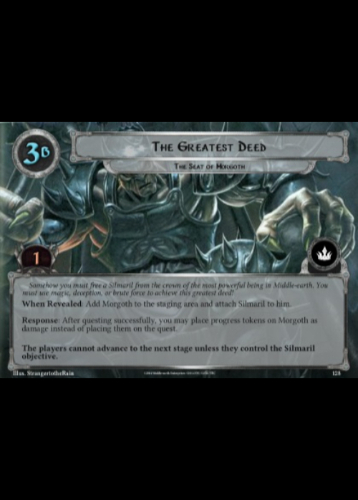 3B
THE GREATEST DEED
THE SEAT OF MORGOTH
1
Somehow you must free a Silmaril from the crown of the most powerful being in Middle-earth. You
must use magic, deception, or brute force to achieve this greatest deed!
When Revealed: Add Morgoth to the staging area and attach Silmaril to him.
Response: After questing successfully, you may place progress tokens on Morgoth as
damage instead of placing them on the quest.
The players cannot advance to the next stage unless they control the Silmaril
objective.
Illus. StrangertotheRain